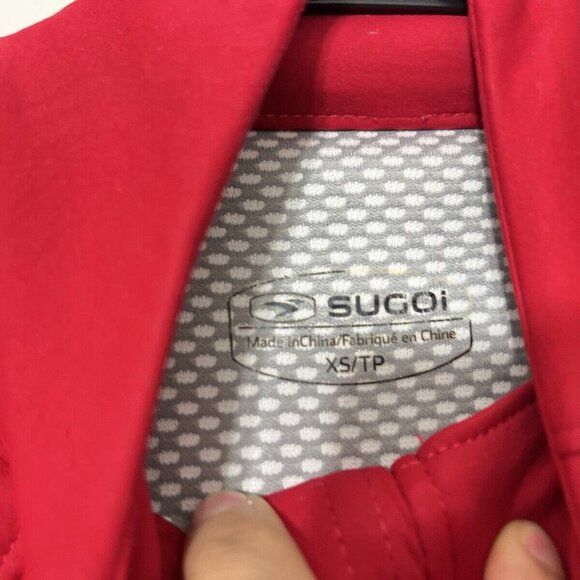 SUGOi
Made inChina/Fabriqué en Chine
XS/TP